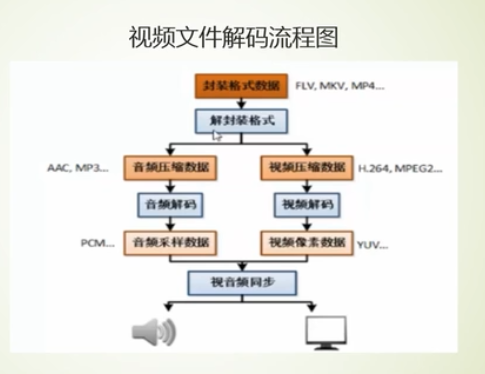 视频文件解码流程图
封装格式数据 FLV, MKV, MP4...
解封装格式
AAC, MP3... 音频压缩数据 视频压缩数据 H.264, MPEG2...
音频解码 视频解码
PCM... 音频采样数据 视频像素数据 YUV...
视音频同步